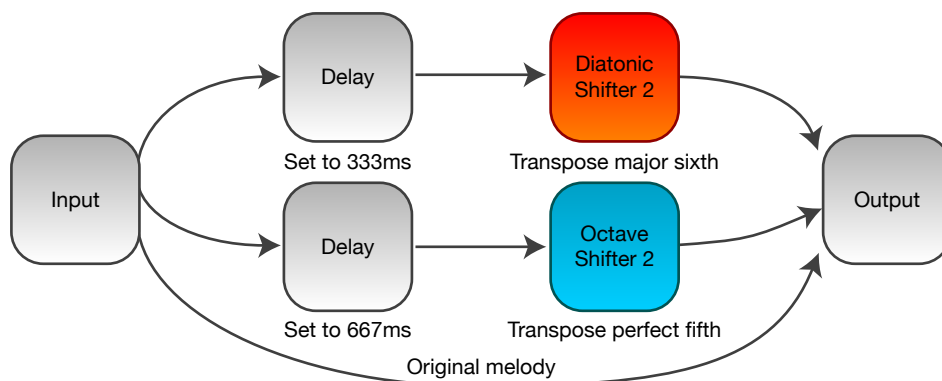 Delay
Diatonic
Shifter 2
Set to 333ms
Transpose major sixth
Input
Output
Delay
Octave
Shifter 2
Set to 667ms
Transpose perfect fifth
Original melody